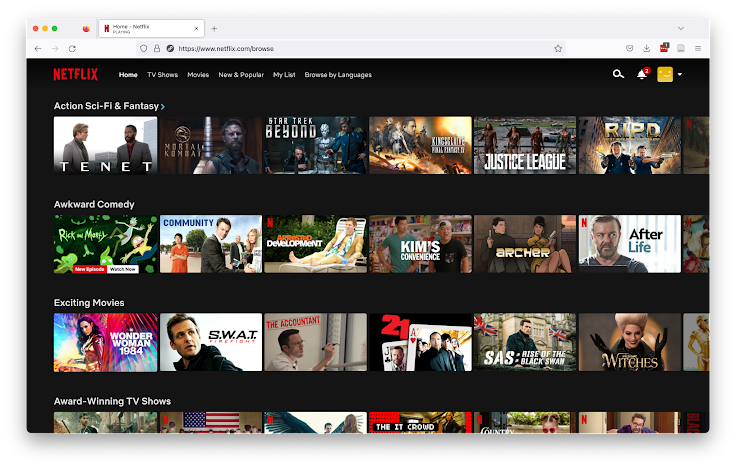 Home - Netflix
PLAYING
https://www.netflix.com/browse
NETFLIX
Home
TV Shows
Movies
New & Popular
My List
Browse by Languages
2
Action Sci-Fi & Fantasy
TENET
MORTAL KOMBAT
STAR TREK
BEYOND
KINGSGLAIVE
FINAL FANTASY XV
JUSTICE LEAGUE
R.I.P.D.
Awkward Comedy
Rick and Morty
New Episode Watch Now
COMMUNITY
ARRESTED
DEVELOPMENT
KIM'S
CONVENIENCE
ARCHER
After
Life
Exciting Movies
WONDER
WOMAN
1984
S.W.A.T.
FIREFIGHT
THE ACCOUNTANT
21
SAS: RISE OF THE
BLACK SWAN
WITCHES
Award-Winning TV Shows
THE IT CROWD
COUNTRY